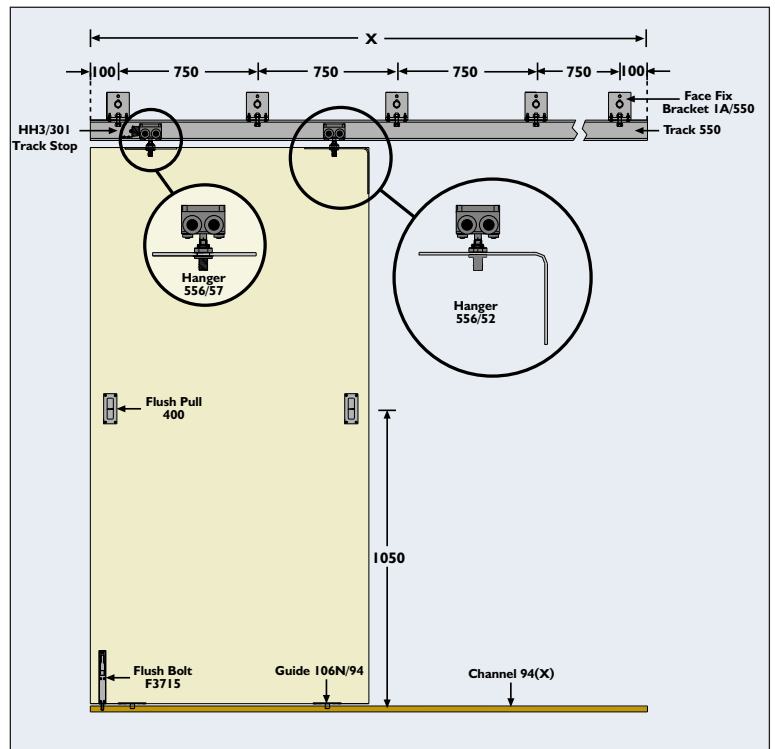 X
100 750 750 750 750 100
Face Fix
Bracket 1A/550
HH3/301
Track Stop
Track 550
Hanger
556/57
Hanger
556/52
Flush Pull
400
1050
Flush Bolt
F3715
Guide 106N/94
Channel 94(X)